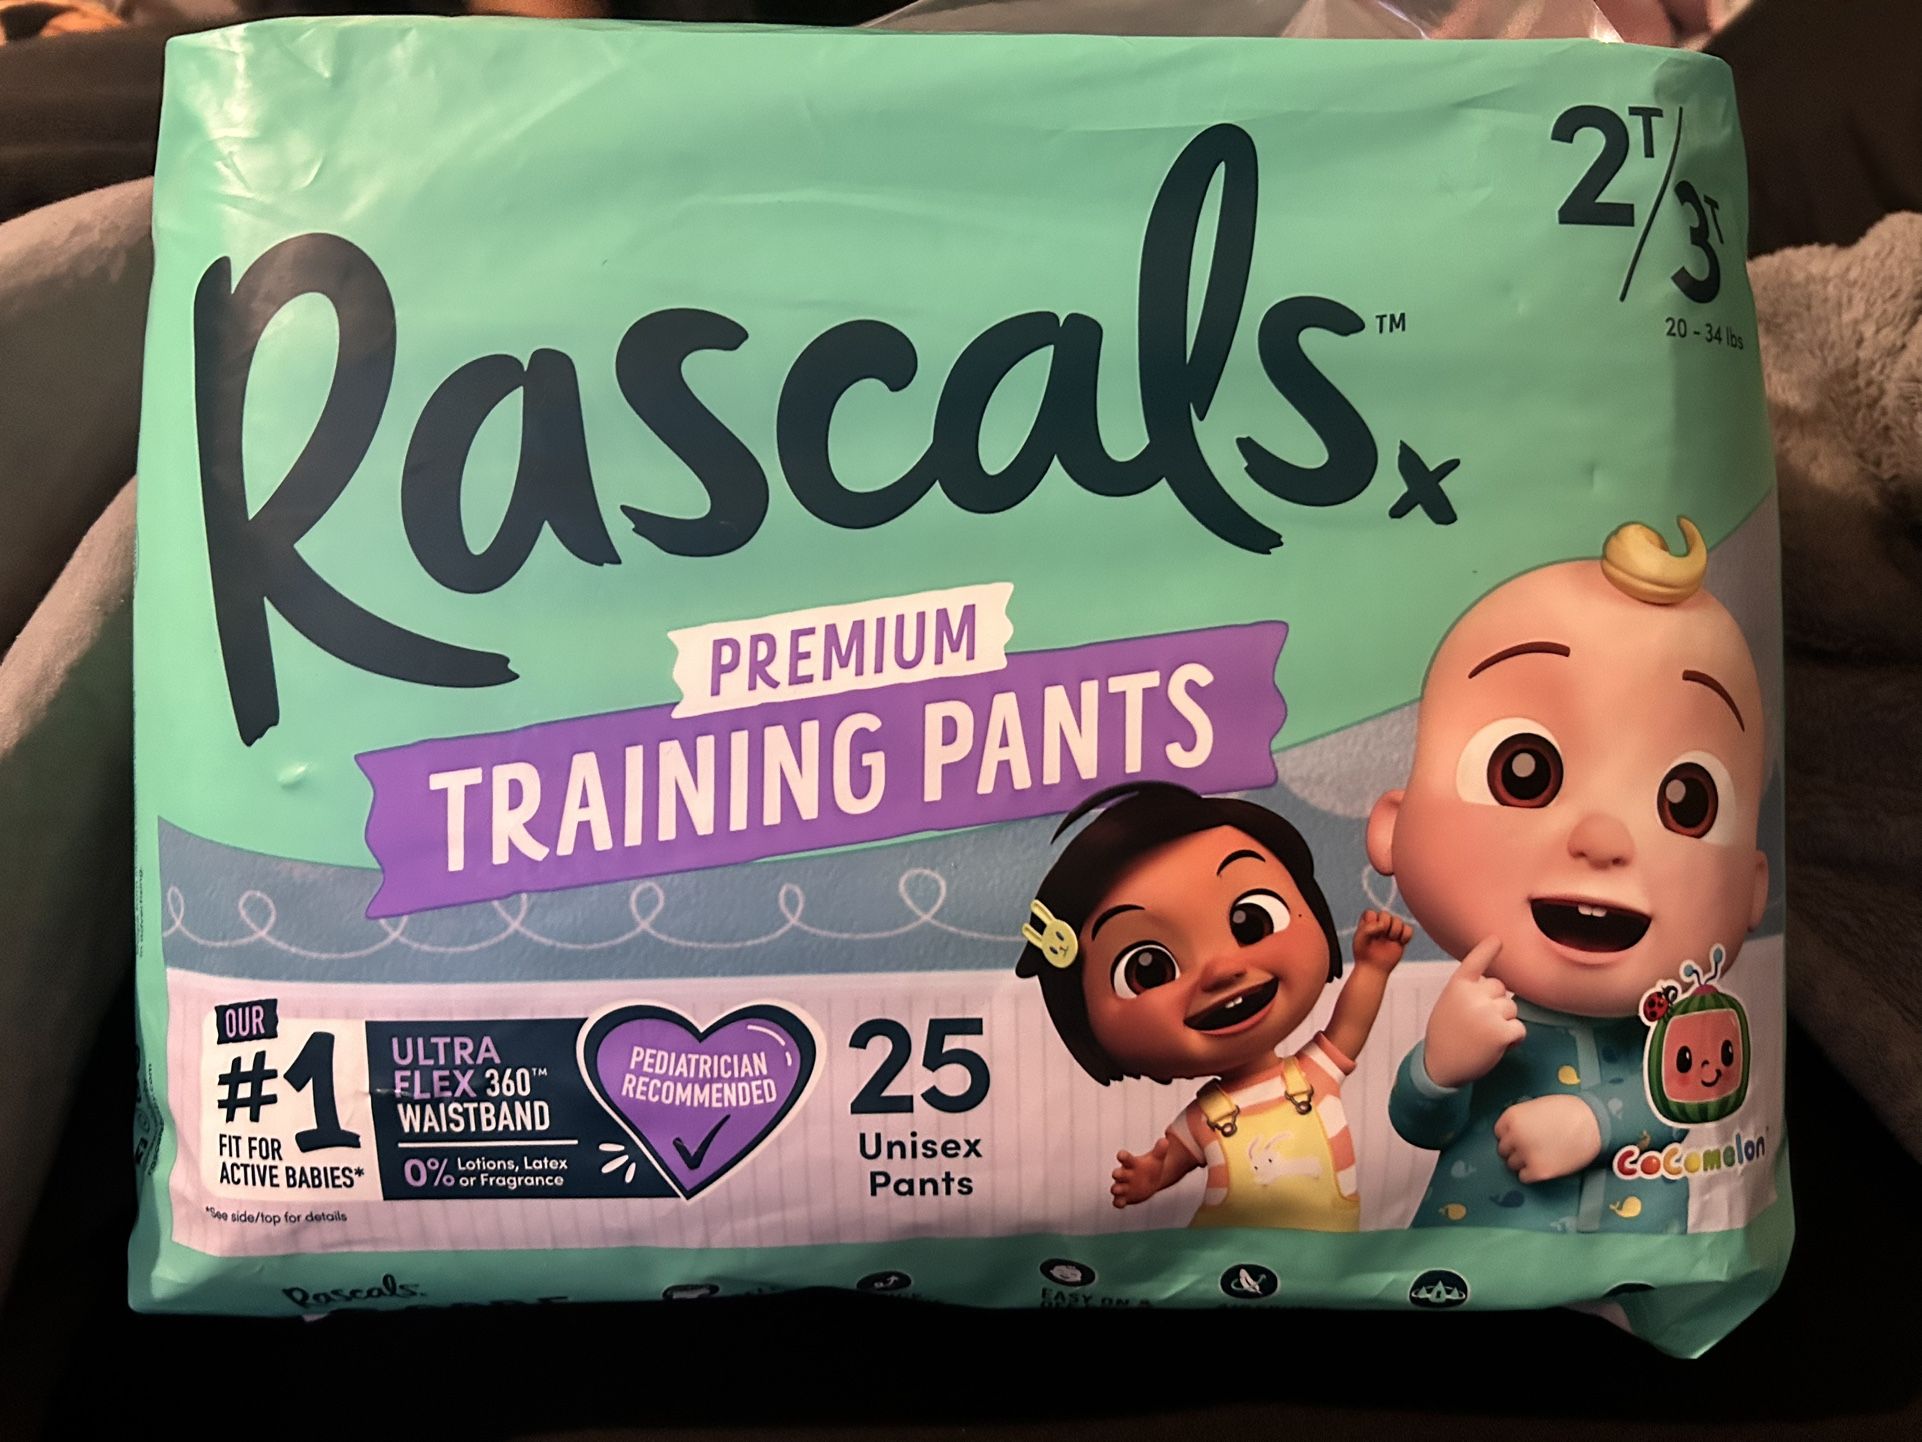 Rascals™ x
2T/3T
20 - 34 lbs
PREMIUM
TRAINING PANTS
OUR
#1
FIT FOR
ACTIVE BABIES*
ULTRA
FLEX 360™
WAISTBAND
0% Lotions, Latex
or Fragrance
PEDIATRICIAN
RECOMMENDED
25
Unisex
Pants
CoComelon
*See side/top for details
Rascals
EASY ON &